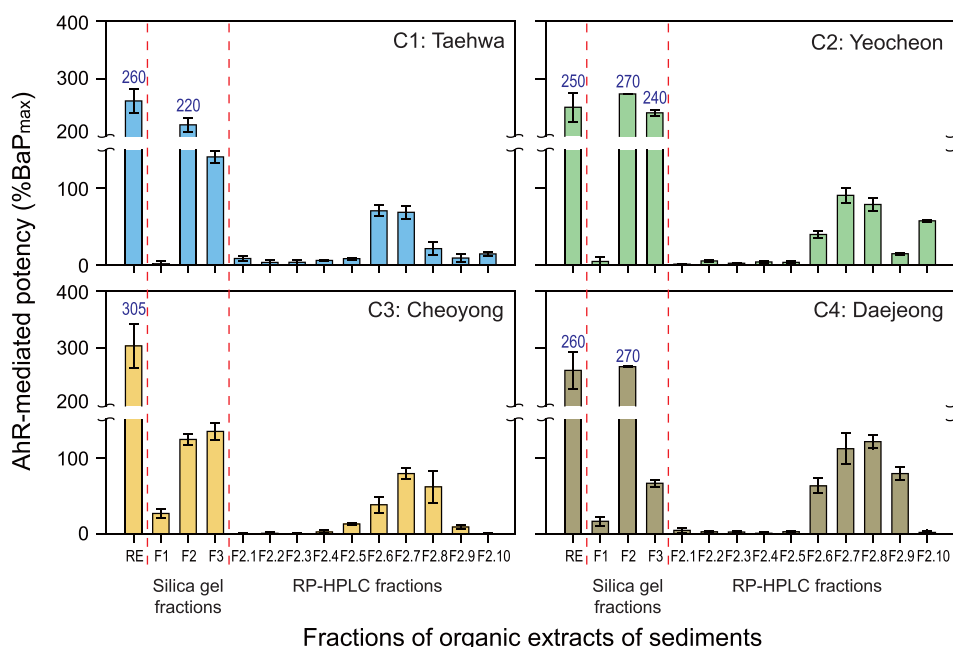 AhR-mediated potency (%BaPmax)
400
300
200
100
0
C1: Taehwa
260
220
C2: Yeocheon
250
270
240
400
300
200
100
0
C3: Cheoyong
305
C4: Daejeong
260
270
RE F1 F2 F3 F2.1 F2.2 F2.3 F2.4 F2.5 F2.6 F2.7 F2.8 F2.9 F2.10
RE F1 F2 F3 F2.1 F2.2 F2.3 F2.4 F2.5 F2.6 F2.7 F2.8 F2.9 F2.10
Silica gel
fractions
RP-HPLC fractions
Silica gel
fractions
RP-HPLC fractions
Fractions of organic extracts of sediments